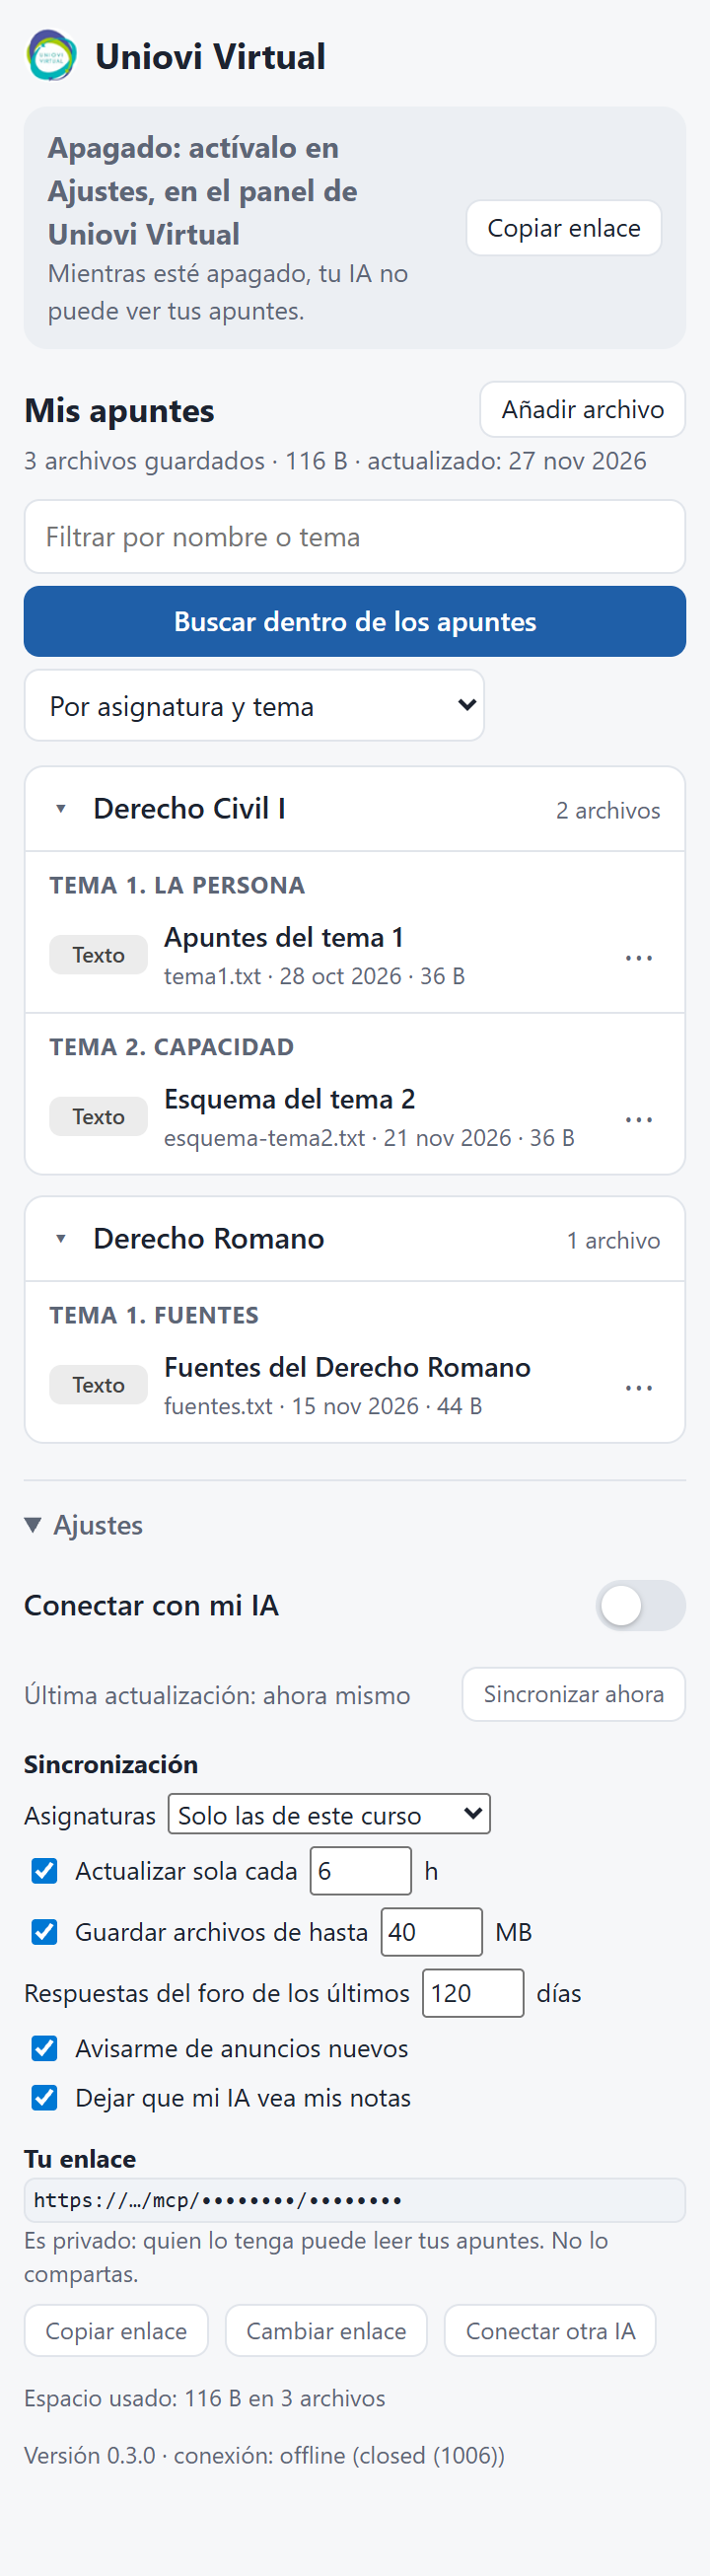 UNIOVI
VIRTUAL
Uniovi Virtual
Apagado: actívalo en
Ajustes, en el panel de
Uniovi Virtual
Mientras esté apagado, tu IA no
puede ver tus apuntes.
Copiar enlace
Mis apuntes
Añadir archivo
3 archivos guardados · 116 B · actualizado: 27 nov 2026
Filtrar por nombre o tema
Buscar dentro de los apuntes
Por asignatura y tema
▾ Derecho Civil I 2 archivos
TEMA 1. LA PERSONA
Texto
Apuntes del tema 1
tema1.txt · 28 oct 2026 · 36 B
···
TEMA 2. CAPACIDAD
Texto
Esquema del tema 2
esquema-tema2.txt · 21 nov 2026 · 36 B
···
▾ Derecho Romano 1 archivo
TEMA 1. FUENTES
Texto
Fuentes del Derecho Romano
fuentes.txt · 15 nov 2026 · 44 B
···
▼ Ajustes
Conectar con mi IA
Última actualización: ahora mismo
Sincronizar ahora
Sincronización
Asignaturas Solo las de este curso
Actualizar sola cada 6 h
Guardar archivos de hasta 40 MB
Respuestas del foro de los últimos 120 días
Avisarme de anuncios nuevos
Dejar que mi IA vea mis notas
Tu enlace
https://…/mcp/••••••••/••••••••
Es privado: quien lo tenga puede leer tus apuntes. No lo
compartas.
Copiar enlace Cambiar enlace Conectar otra IA
Espacio usado: 116 B en 3 archivos
Versión 0.3.0 · conexión: offline (closed (1006))